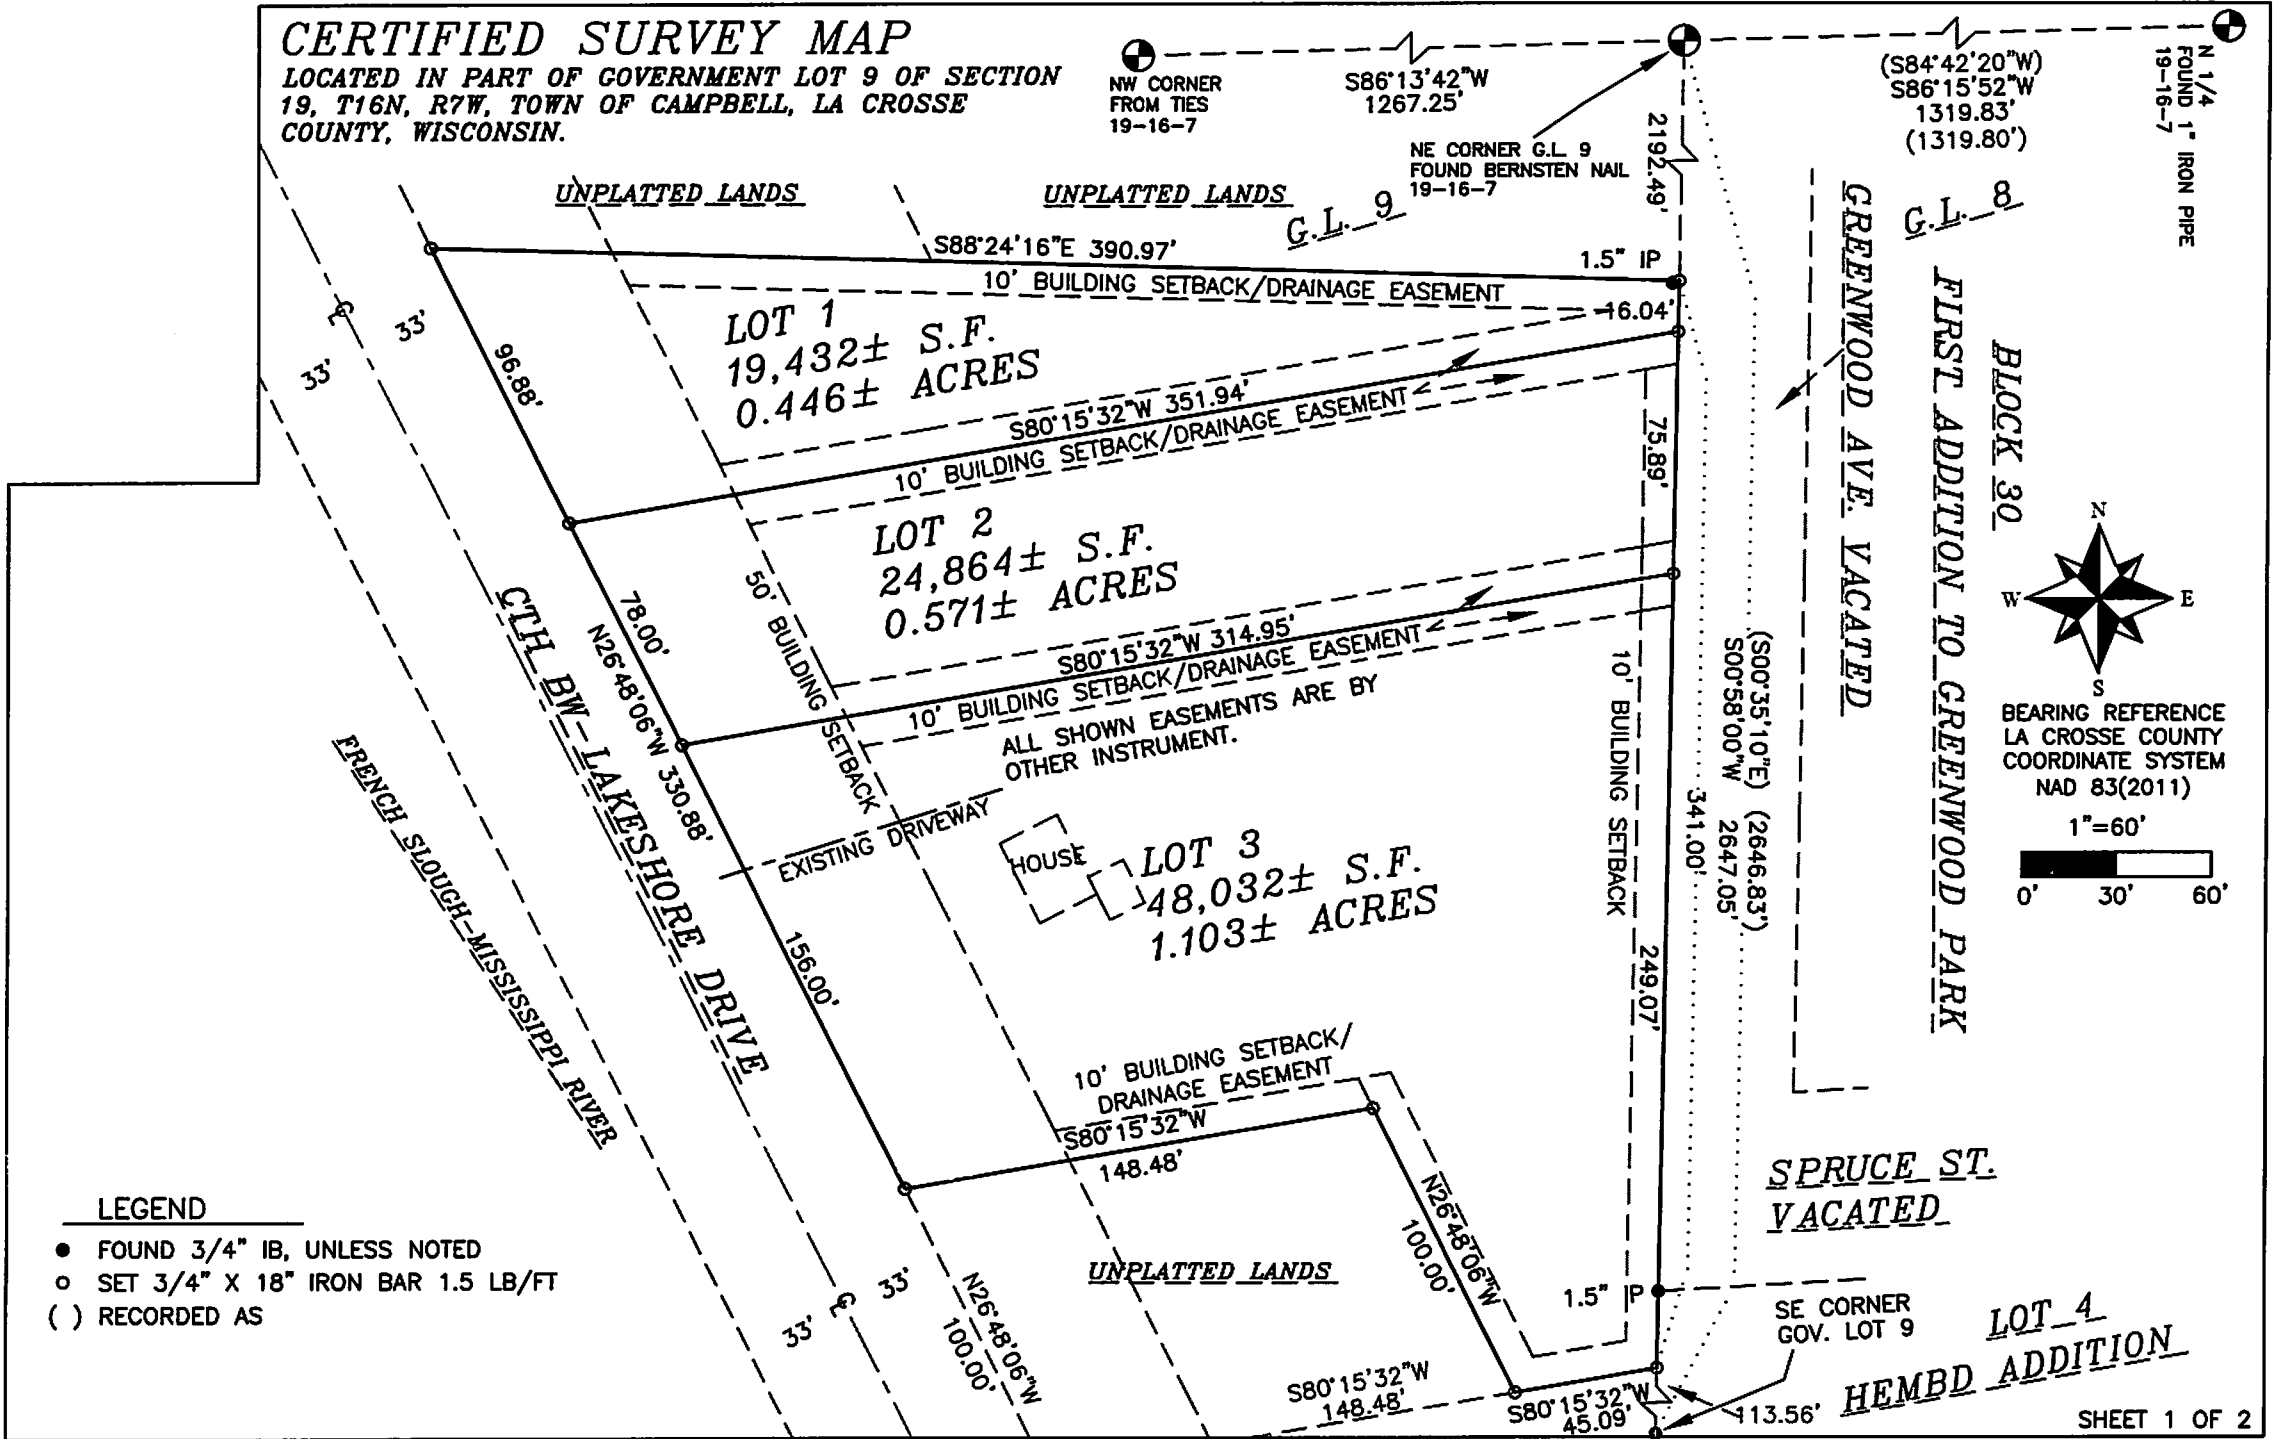 CERTIFIED SURVEY MAP
LOCATED IN PART OF GOVERNMENT LOT 9 OF SECTION
19, T16N, R7W, TOWN OF CAMPBELL, LA CROSSE
COUNTY, WISCONSIN.
NW CORNER
FROM TIES
19-16-7
S86°13'42"W
1267.25'
NE CORNER G.L. 9
FOUND BERNSTEN NAIL
19-16-7
2192.49'
(S84°42'20"W)
S86°15'52"W
1319.83'
(1319.80')
N 1/4
FOUND 1" IRON PIPE
19-16-7
UNPLATTED LANDS
UNPLATTED LANDS
G.L. 9
G.L. 8
S88°24'16"E 390.97'
1.5" IP
10' BUILDING SETBACK/DRAINAGE EASEMENT
16.04'
LOT 1
19,432± S.F.
0.446± ACRES
33'
33'
96.88'
S80°15'32"W 351.94'
10' BUILDING SETBACK/DRAINAGE EASEMENT
75.89'
LOT 2
24,864± S.F.
0.571± ACRES
78.00'
N26°48'06"W 330.88'
50' BUILDING SETBACK
S80°15'32"W 314.95'
10' BUILDING SETBACK/DRAINAGE EASEMENT
ALL SHOWN EASEMENTS ARE BY
OTHER INSTRUMENT.
CTH BW-LAKESHORE DRIVE
FRENCH SLOUGH-MISSISSIPPI RIVER
EXISTING DRIVEWAY
HOUSE
LOT 3
48,032± S.F.
1.103± ACRES
156.00'
10' BUILDING SETBACK
249.07'
341.00'
(S00°35'10"E) (2646.83')
S00°58'00"W 2647.05'
GREENWOOD AVE. VACATED
FIRST ADDITION TO GREENWOOD PARK
BLOCK 30
N
W
E
S
BEARING REFERENCE
LA CROSSE COUNTY
COORDINATE SYSTEM
NAD 83(2011)
1"=60'
0'
30'
60'
10' BUILDING SETBACK/
DRAINAGE EASEMENT
S80°15'32"W
148.48'
N26°48'06"W
100.00'
UNPLATTED LANDS
33'
33'
N26°48'06"W
100.00'
S80°15'32"W
148.48'
S80°15'32"W
45.09'
113.56'
1.5" IP
SPRUCE ST.
VACATED
SE CORNER
GOV. LOT 9
LOT 4
HEMBD ADDITION
LEGEND
● FOUND 3/4" IB, UNLESS NOTED
○ SET 3/4" X 18" IRON BAR 1.5 LB/FT
( ) RECORDED AS
SHEET 1 OF 2